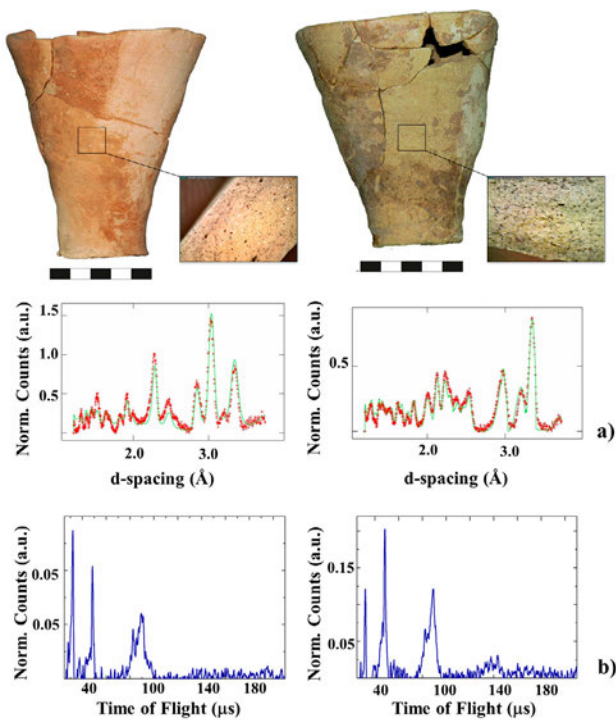 Norm. Counts (a.u.)
1.5
1.0
0.5
2.0 3.0
d-spacing (Å)
Norm. Counts (a.u.)
0.5
2.0 3.0
d-spacing (Å)
a)
Norm. Counts (a.u.)
0.05
0.05
40 100 140 180
Time of Flight (μs)
Norm. Counts (a.u.)
0.15
0.05
40 100 140 180
Time of Flight (μs)
b)